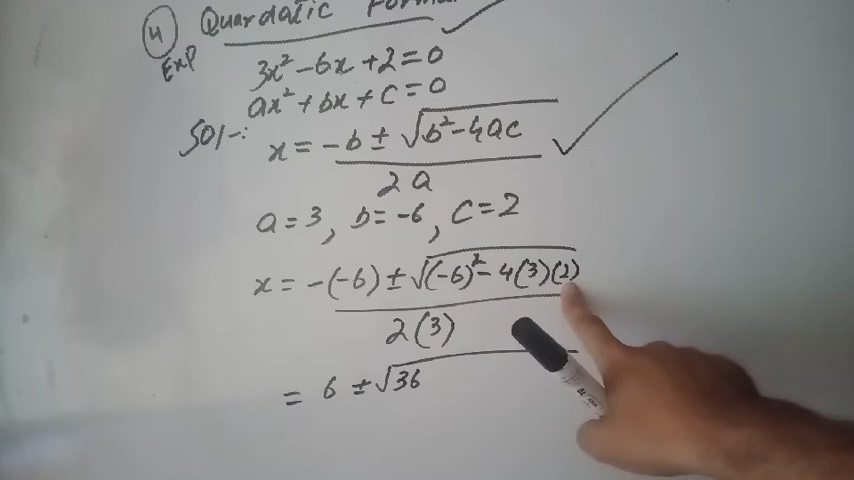 4 Quardatic Formul
Exp 3x² - 6x + 2 = 0
ax² + bx + c = 0
Sol-: x = -b ± √b² - 4ac
2a
a = 3, b = -6, c = 2
x = -(-6) ± √(-6)² - 4(3)(2)
2(3)
= 6 ± √36